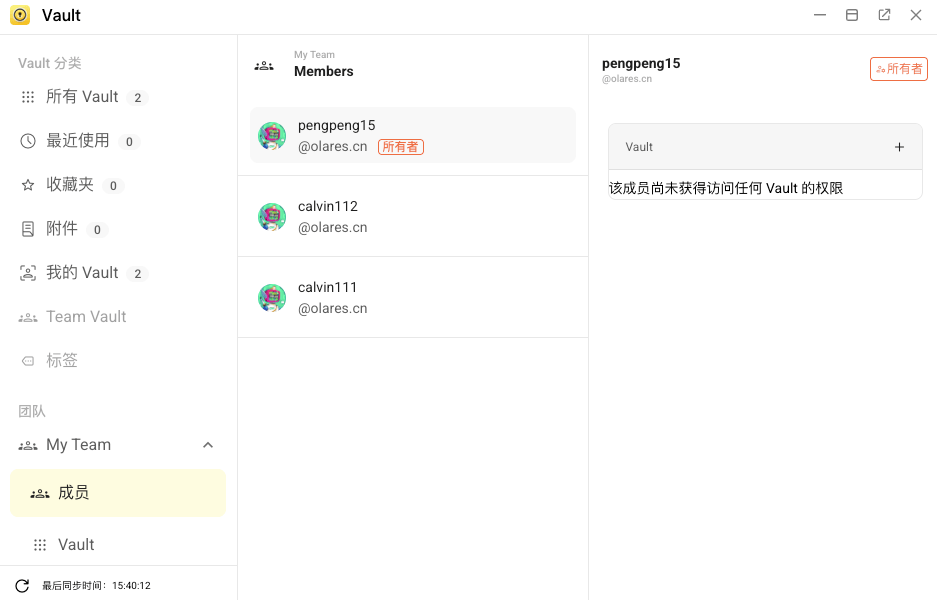 Vault
Vault 分类
所有 Vault 2
最近使用 0
收藏夹 0
附件 0
我的 Vault 2
Team Vault
标签
团队
My Team
成员
Vault
最后同步时间: 15:40:12
My Team
Members
pengpeng15
@olares.cn 所有者
calvin112
@olares.cn
calvin111
@olares.cn
pengpeng15
@olares.cn
所有者
Vault
该成员尚未获得访问任何 Vault 的权限